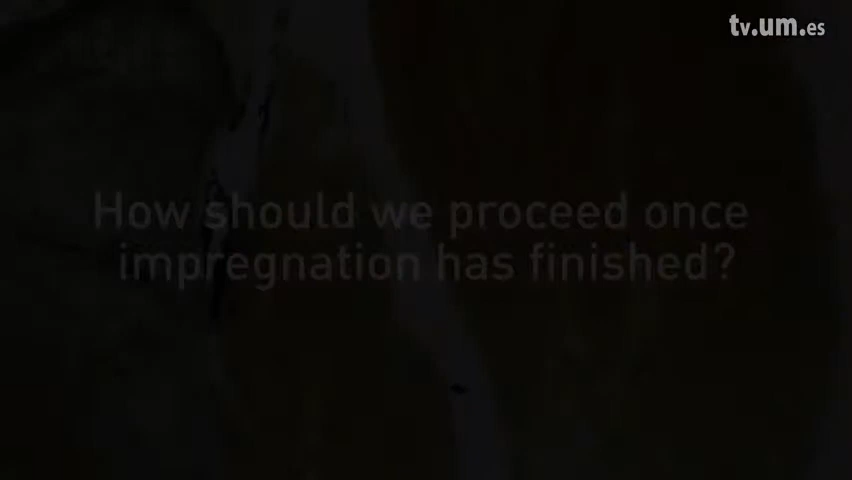 tv.um.es
How should we proceed once
impregnation has finished?